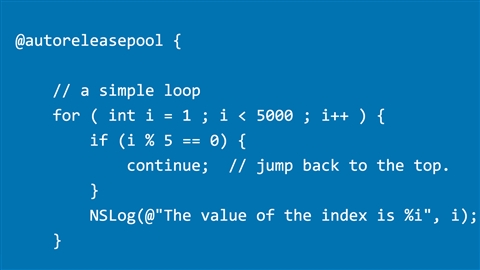 @autoreleasepool {
// a simple loop
for ( int i = 1 ; i < 5000 ; i++ ) {
if (i % 5 == 0) {
continue;  // jump back to the top.
}
NSLog(@"The value of the index is %i", i);
}